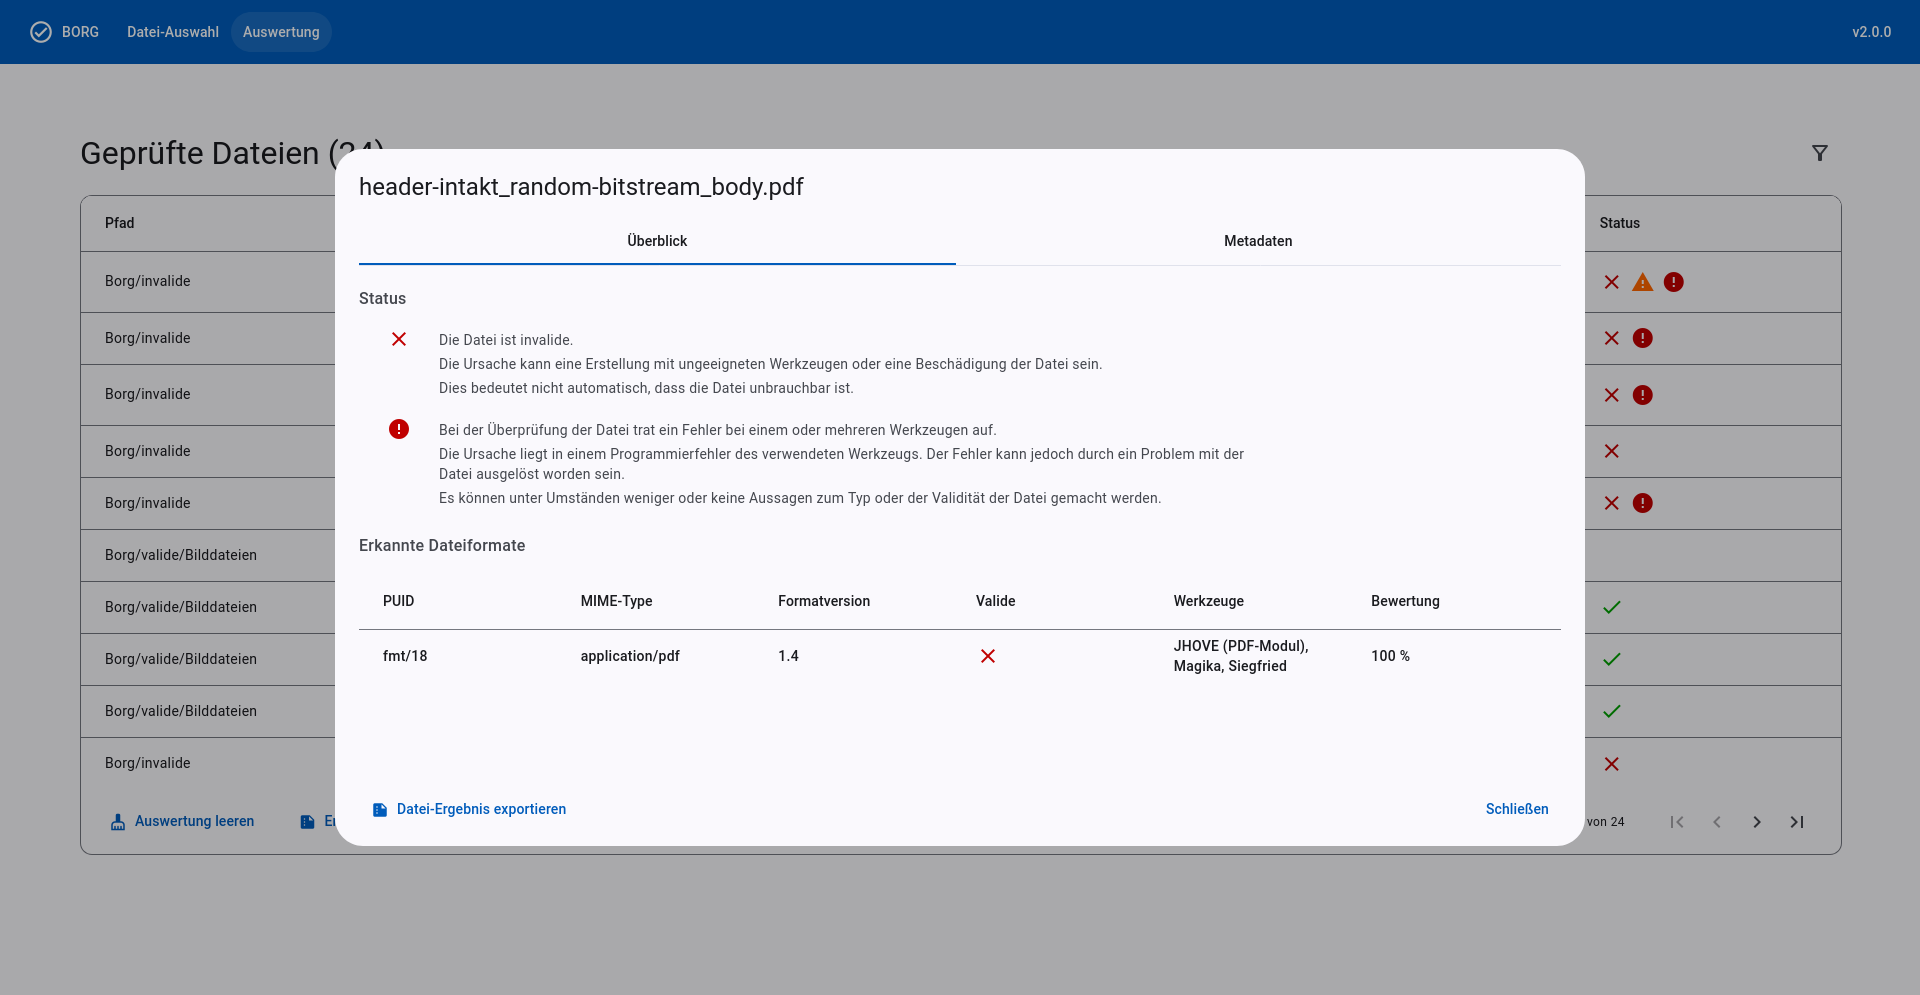 BORG
Datei-Auswahl
Auswertung
v2.0.0
Geprüfte Dateien (24)
header-intakt_random-bitstream_body.pdf
Überblick
Metadaten
Status
Die Datei ist invalide.
Die Ursache kann eine Erstellung mit ungeeigneten Werkzeugen oder eine Beschädigung der Datei sein.
Dies bedeutet nicht automatisch, dass die Datei unbrauchbar ist.
Bei der Überprüfung der Datei trat ein Fehler bei einem oder mehreren Werkzeugen auf.
Die Ursache liegt in einem Programmierfehler des verwendeten Werkzeugs. Der Fehler kann jedoch durch ein Problem mit der
Datei ausgelöst worden sein.
Es können unter Umständen weniger oder keine Aussagen zum Typ oder der Validität der Datei gemacht werden.
Erkannte Dateiformate
PUID
MIME-Type
Formatversion
Valide
Werkzeuge
Bewertung
fmt/18
application/pdf
1.4
JHOVE (PDF-Modul),
Magika, Siegfried
100 %
Datei-Ergebnis exportieren
Schließen
Pfad
Status
Borg/invalide
Borg/invalide
Borg/invalide
Borg/invalide
Borg/invalide
Borg/valide/Bilddateien
Borg/valide/Bilddateien
Borg/valide/Bilddateien
Borg/valide/Bilddateien
Borg/invalide
Auswertung leeren
von 24